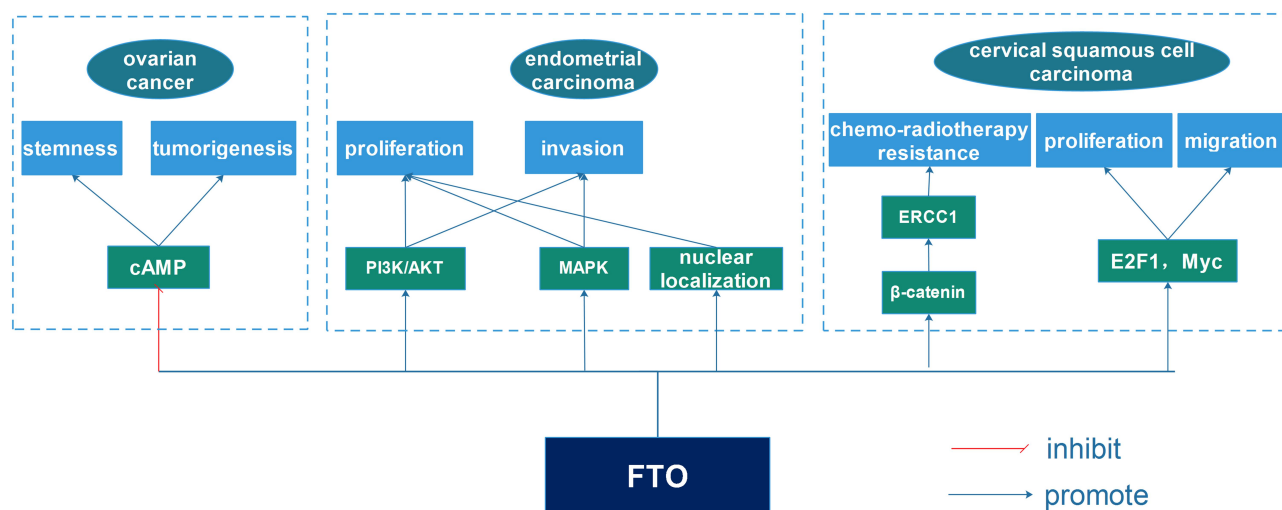 ovarian
cancer
stemness
tumorigenesis
cAMP
endometrial
carcinoma
proliferation
invasion
PI3K/AKT
MAPK
nuclear
localization
cervical squamous cell
carcinoma
chemo-radiotherapy
resistance
proliferation
migration
ERCC1
β-catenin
E2F1，Myc
FTO
inhibit
promote